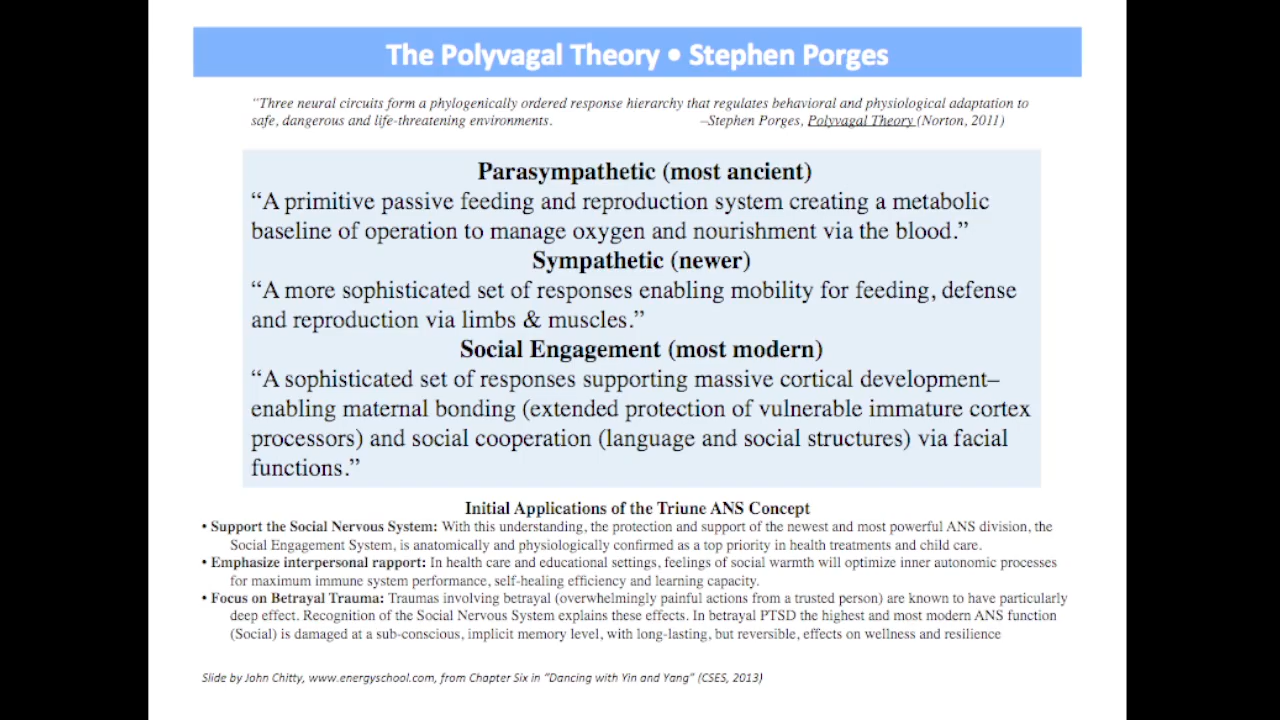 The Polyvagal Theory • Stephen Porges
“Three neural circuits form a phylogenically ordered response hierarchy that regulates behavioral and physiological adaptation to
safe, dangerous and life-threatening environments. –Stephen Porges, Polyvagal Theory (Norton, 2011)
Parasympathetic (most ancient)
“A primitive passive feeding and reproduction system creating a metabolic
baseline of operation to manage oxygen and nourishment via the blood.”
Sympathetic (newer)
“A more sophisticated set of responses enabling mobility for feeding, defense
and reproduction via limbs & muscles.”
Social Engagement (most modern)
“A sophisticated set of responses supporting massive cortical development–
enabling maternal bonding (extended protection of vulnerable immature cortex
processors) and social cooperation (language and social structures) via facial
functions.”
Initial Applications of the Triune ANS Concept
• Support the Social Nervous System: With this understanding, the protection and support of the newest and most powerful ANS division, the
Social Engagement System, is anatomically and physiologically confirmed as a top priority in health treatments and child care.
• Emphasize interpersonal rapport: In health care and educational settings, feelings of social warmth will optimize inner autonomic processes
for maximum immune system performance, self-healing efficiency and learning capacity.
• Focus on Betrayal Trauma: Traumas involving betrayal (overwhelmingly painful actions from a trusted person) are known to have particularly
deep effect. Recognition of the Social Nervous System explains these effects. In betrayal PTSD the highest and most modern ANS function
(Social) is damaged at a sub-conscious, implicit memory level, with long-lasting, but reversible, effects on wellness and resilience
Slide by John Chitty, www.energyschool.com, from Chapter Six in “Dancing with Yin and Yang” (CSES, 2013)